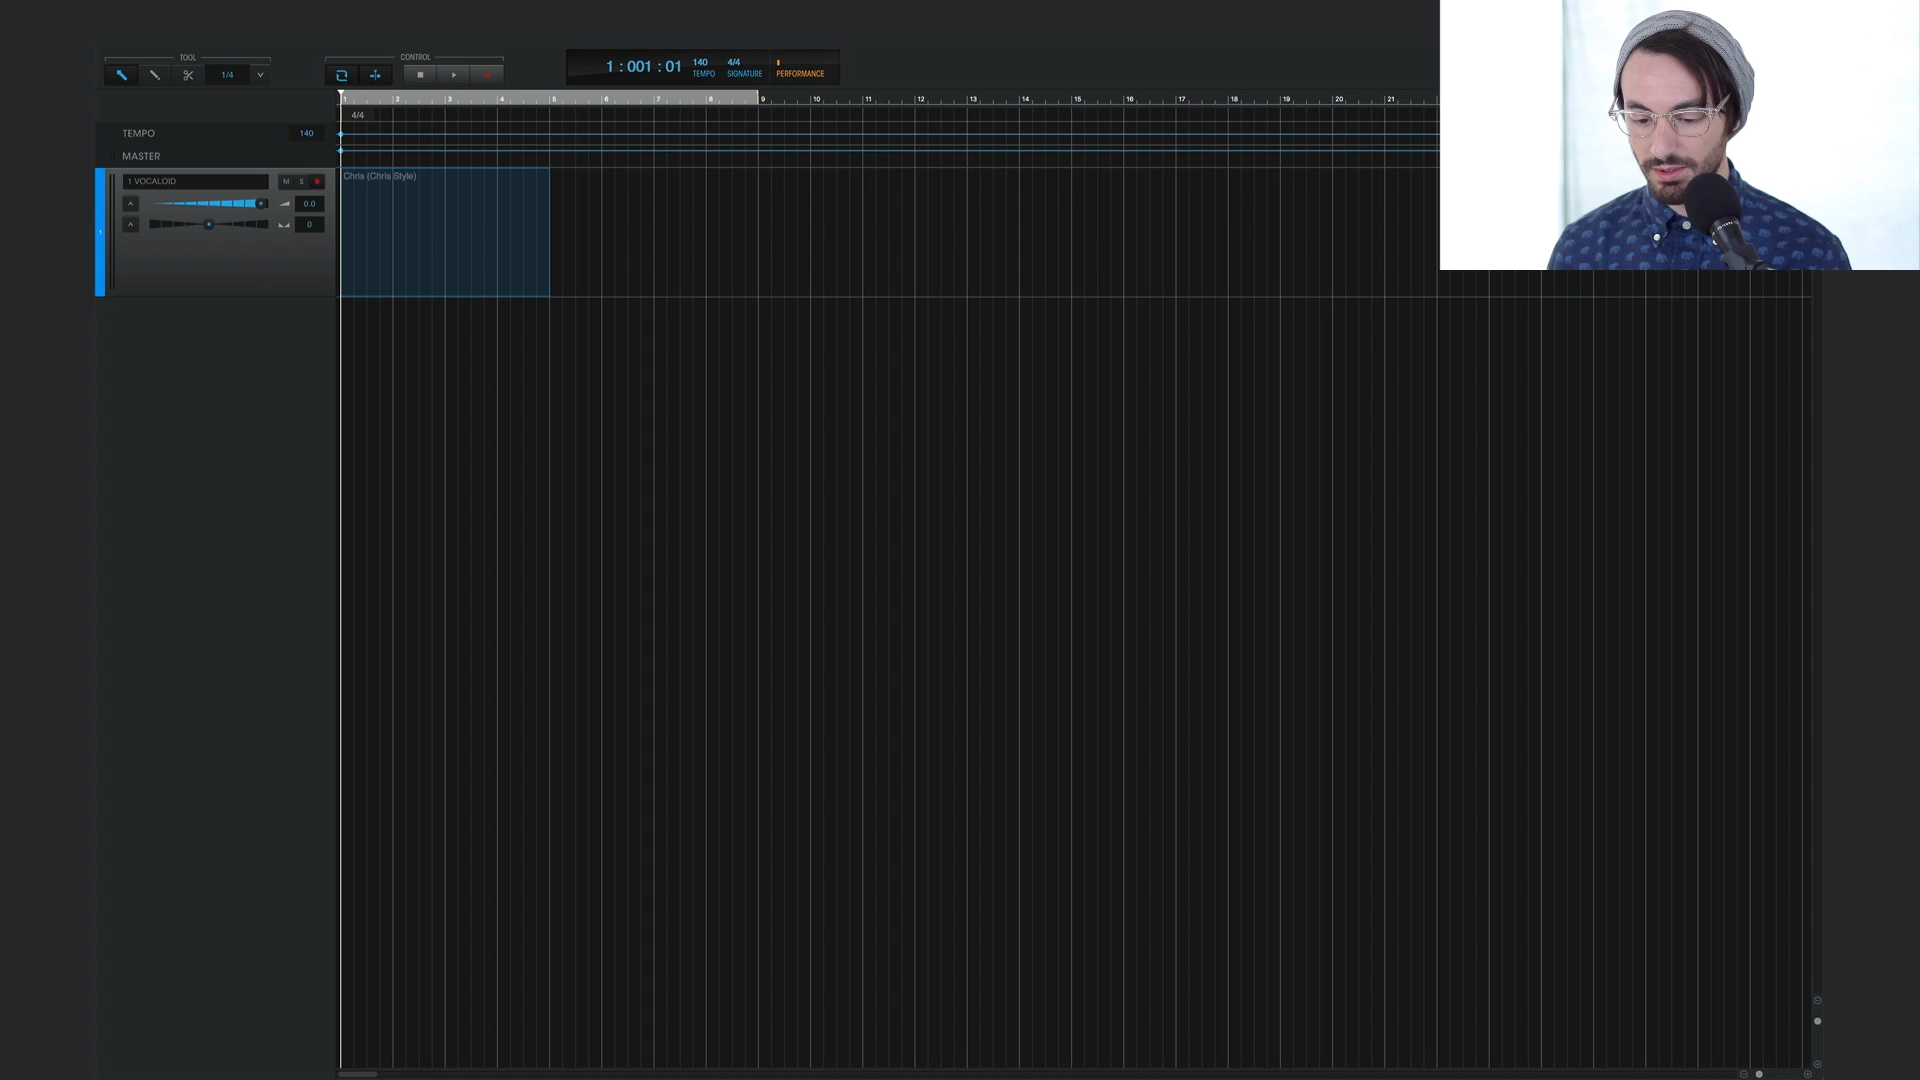 TOOL
CONTROL
1/4
1 : 001 : 01
140
TEMPO
4/4
SIGNATURE
PERFORMANCE
1 2 3 4 5 6 7 8 9 10 11 12 13 14 15 16 17 18 19 20 21
4/4
TEMPO 140
MASTER
1 VOCALOID M S R
Chris (Chris Style)
0.0
1
0